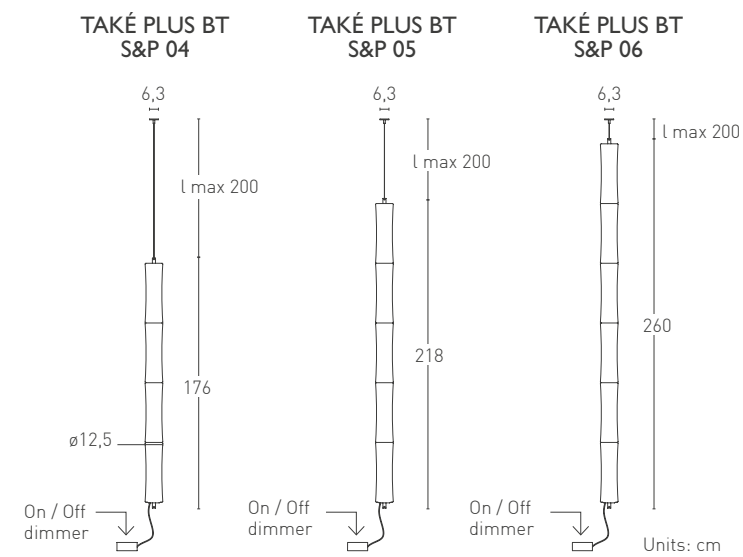 TAKÉ PLUS BT
S&P 04
6,3
l max 200
176
ø12,5
On / Off
dimmer
TAKÉ PLUS BT
S&P 05
6,3
l max 200
218
On / Off
dimmer
TAKÉ PLUS BT
S&P 06
6,3
l max 200
260
On / Off
dimmer
Units: cm